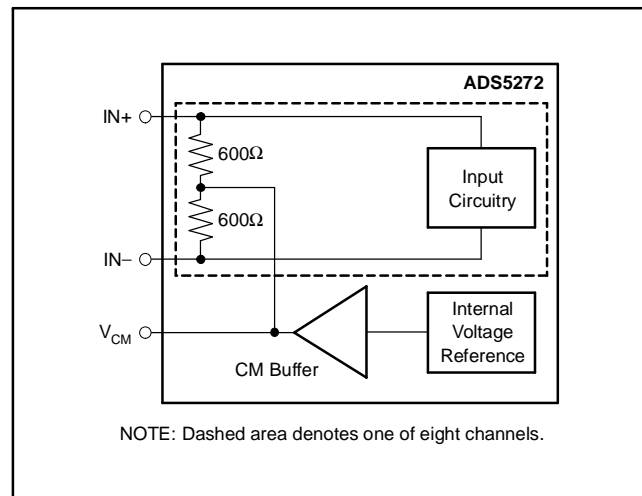 ADS5272
IN+
600Ω
Input
Circuitry
600Ω
IN−
Internal
Voltage
Reference
VCM
CM Buffer
NOTE: Dashed area denotes one of eight channels.